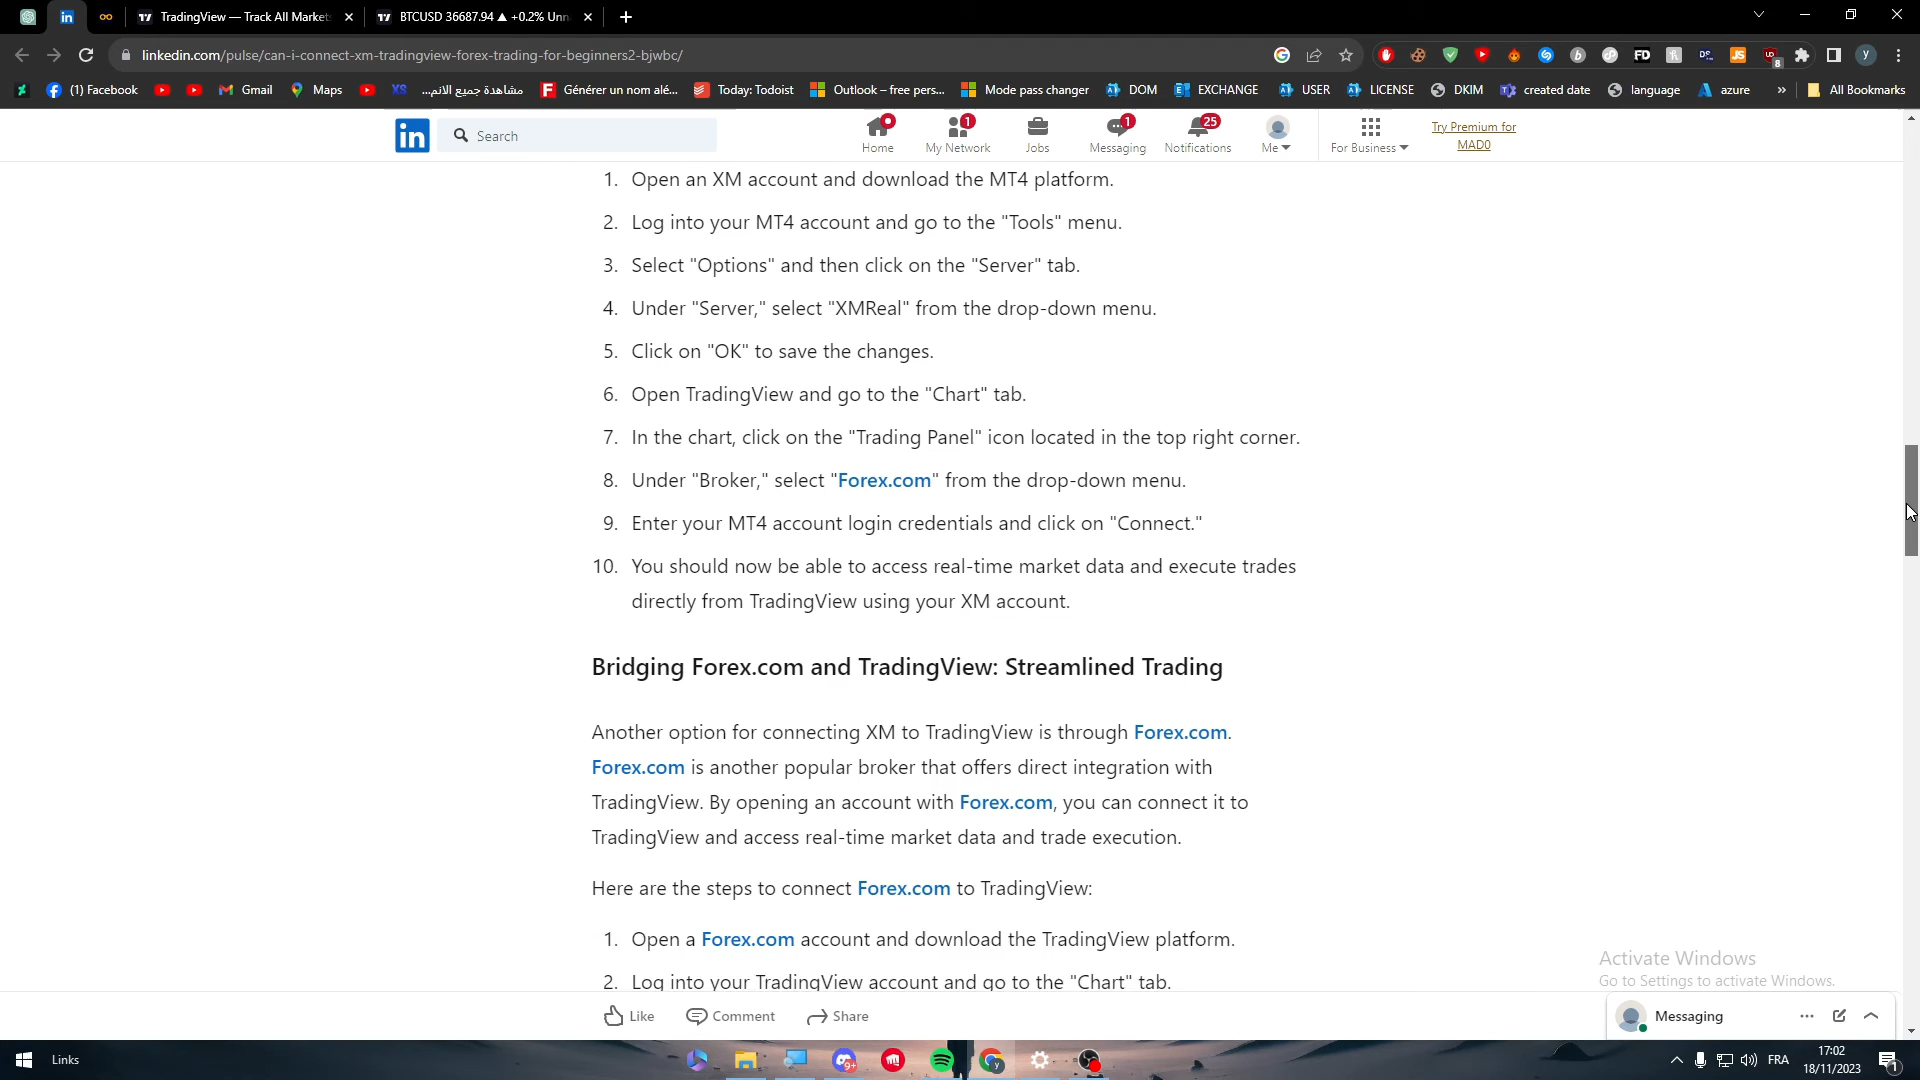 TradingView — Track All Markets
BTCUSD 36687.94 ▲ +0.2% Unn
linkedin.com/pulse/can-i-connect-xm-tradingview-forex-trading-for-beginners2-bjwbc/
(1) Facebook
Gmail
Maps
مشاهدة جميع الانم...
Générer un nom alé...
Today: Todoist
Outlook – free pers...
Mode pass changer
DOM
EXCHANGE
USER
LICENSE
DKIM
created date
language
azure
»
All Bookmarks
in
Search
Home
1
My Network
Jobs
1
Messaging
25
Notifications
Me
For Business
Try Premium for
MAD0
1. Open an XM account and download the MT4 platform.
2. Log into your MT4 account and go to the "Tools" menu.
3. Select "Options" and then click on the "Server" tab.
4. Under "Server," select "XMReal" from the drop-down menu.
5. Click on "OK" to save the changes.
6. Open TradingView and go to the "Chart" tab.
7. In the chart, click on the "Trading Panel" icon located in the top right corner.
8. Under "Broker," select "Forex.com" from the drop-down menu.
9. Enter your MT4 account login credentials and click on "Connect."
10. You should now be able to access real-time market data and execute trades
directly from TradingView using your XM account.
Bridging Forex.com and TradingView: Streamlined Trading
Another option for connecting XM to TradingView is through Forex.com.
Forex.com is another popular broker that offers direct integration with
TradingView. By opening an account with Forex.com, you can connect it to
TradingView and access real-time market data and trade execution.
Here are the steps to connect Forex.com to TradingView:
1. Open a Forex.com account and download the TradingView platform.
2. Log into your TradingView account and go to the "Chart" tab.
Activate Windows
Go to Settings to activate Windows.
Like
Comment
Share
Messaging
Links
FRA
17:02
18/11/2023
1